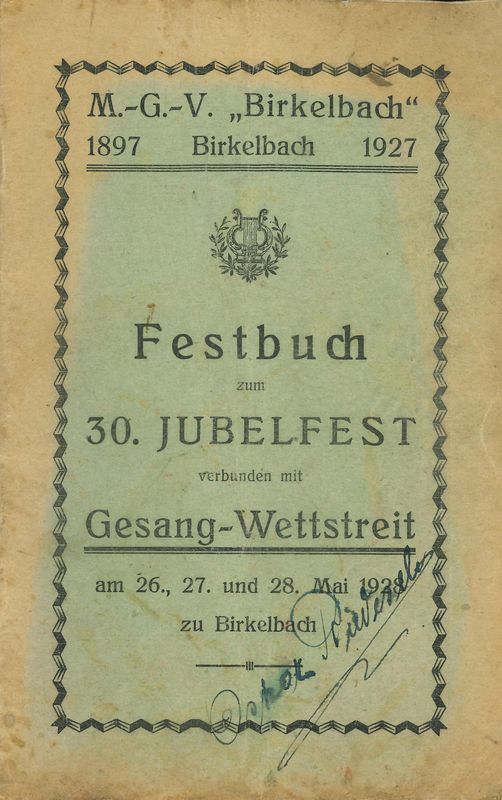 M.-G.-V. „Birkelbach“
1897 Birkelbach 1927
Festbuch
zum
30. JUBELFEST
verbunden mit
Gesang-Wettstreit
am 26., 27. und 28. Mai 1928
zu Birkelbach